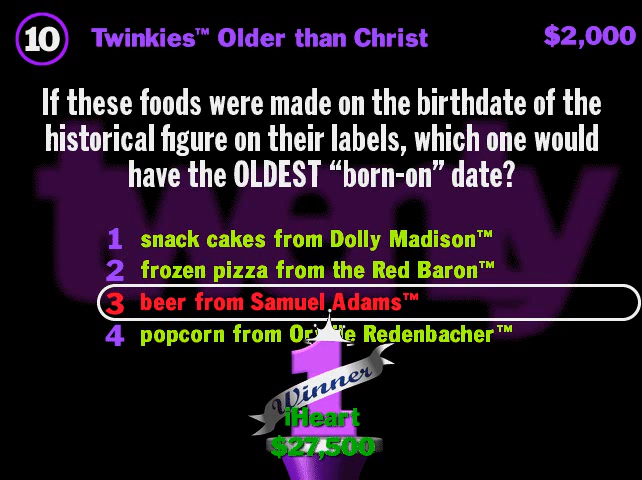 10 Twinkies™ Older than Christ $2,000
If these foods were made on the birthdate of the
historical figure on their labels, which one would
have the OLDEST “born-on” date?
1 snack cakes from Dolly Madison™
2 frozen pizza from the Red Baron™
3 beer from Samuel Adams™
4 popcorn from Redenbacher™
1
Winner
iHeart
$27,500